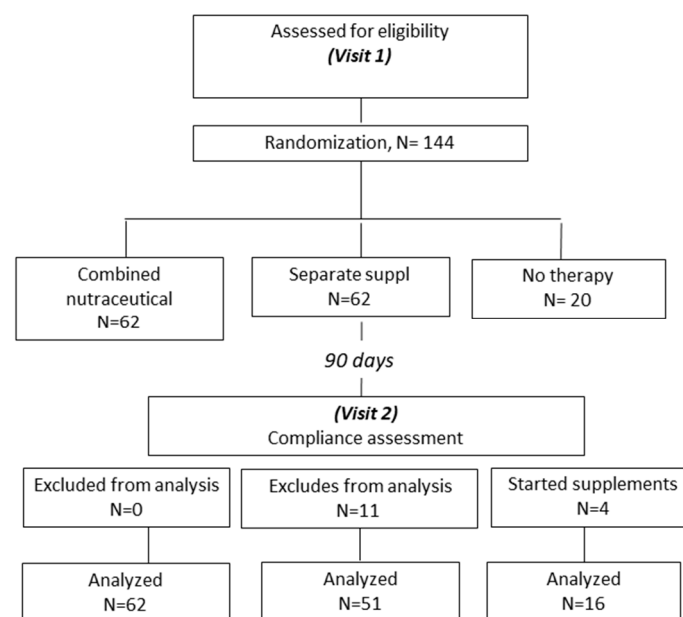 Assessed for eligibility
(Visit 1)
Randomization, N= 144
Combined
nutraceutical
N=62
Separate suppl
N=62
No therapy
N= 20
90 days
(Visit 2)
Compliance assessment
Excluded from analysis
N=0
Excludes from analysis
N=11
Started supplements
N=4
Analyzed
N=62
Analyzed
N=51
Analyzed
N=16